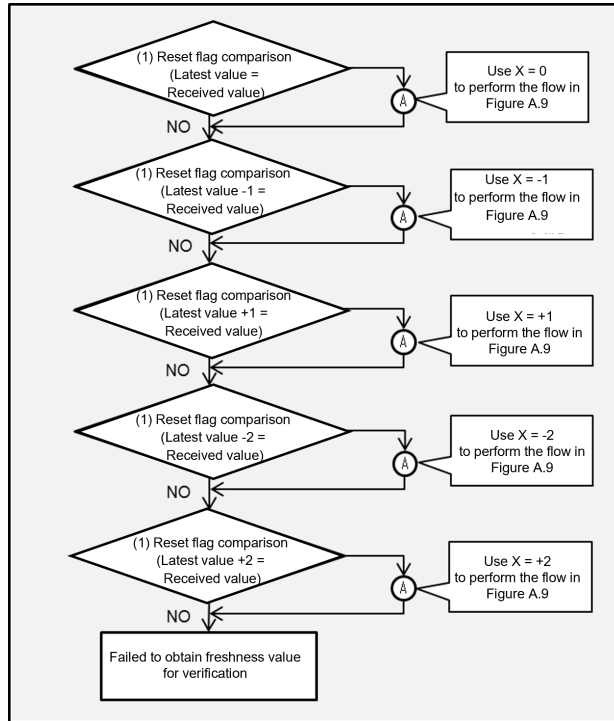 (1) Reset flag comparison
(Latest value =
Received value)
A
Use X = 0
to perform the flow in
Figure A.9
NO
(1) Reset flag comparison
(Latest value -1 =
Received value)
A
Use X = -1
to perform the flow in
Figure A.9
NO
(1) Reset flag comparison
(Latest value +1 =
Received value)
A
Use X = +1
to perform the flow in
Figure A.9
NO
(1) Reset flag comparison
(Latest value -2 =
Received value)
A
Use X = -2
to perform the flow in
Figure A.9
NO
(1) Reset flag comparison
(Latest value +2 =
Received value)
A
Use X = +2
to perform the flow in
Figure A.9
NO
Failed to obtain freshness value
for verification